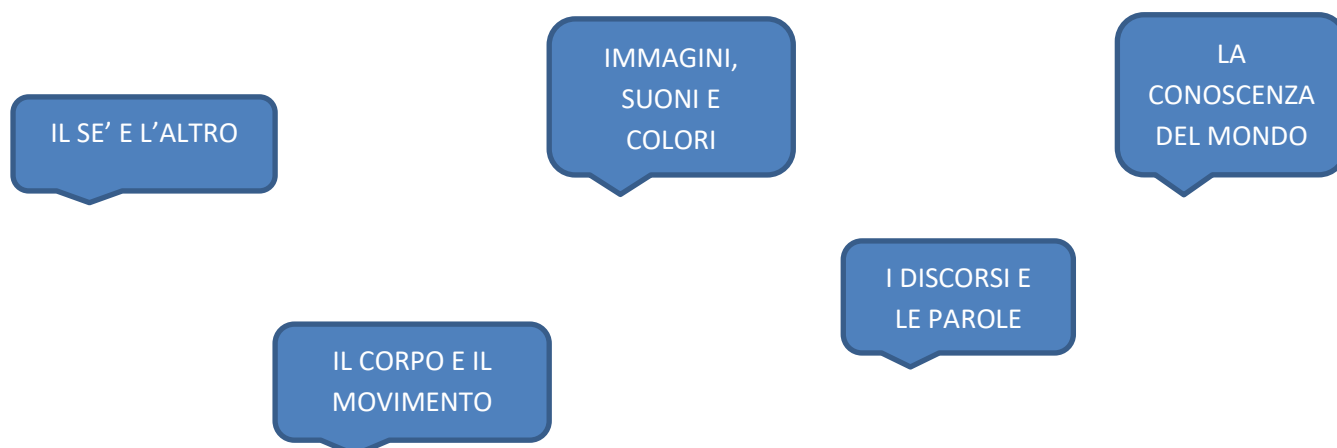 IL SE’ E L’ALTRO
IL CORPO E IL
MOVIMENTO
IMMAGINI,
SUONI E
COLORI
I DISCORSI E
LE PAROLE
LA
CONOSCENZA
DEL MONDO